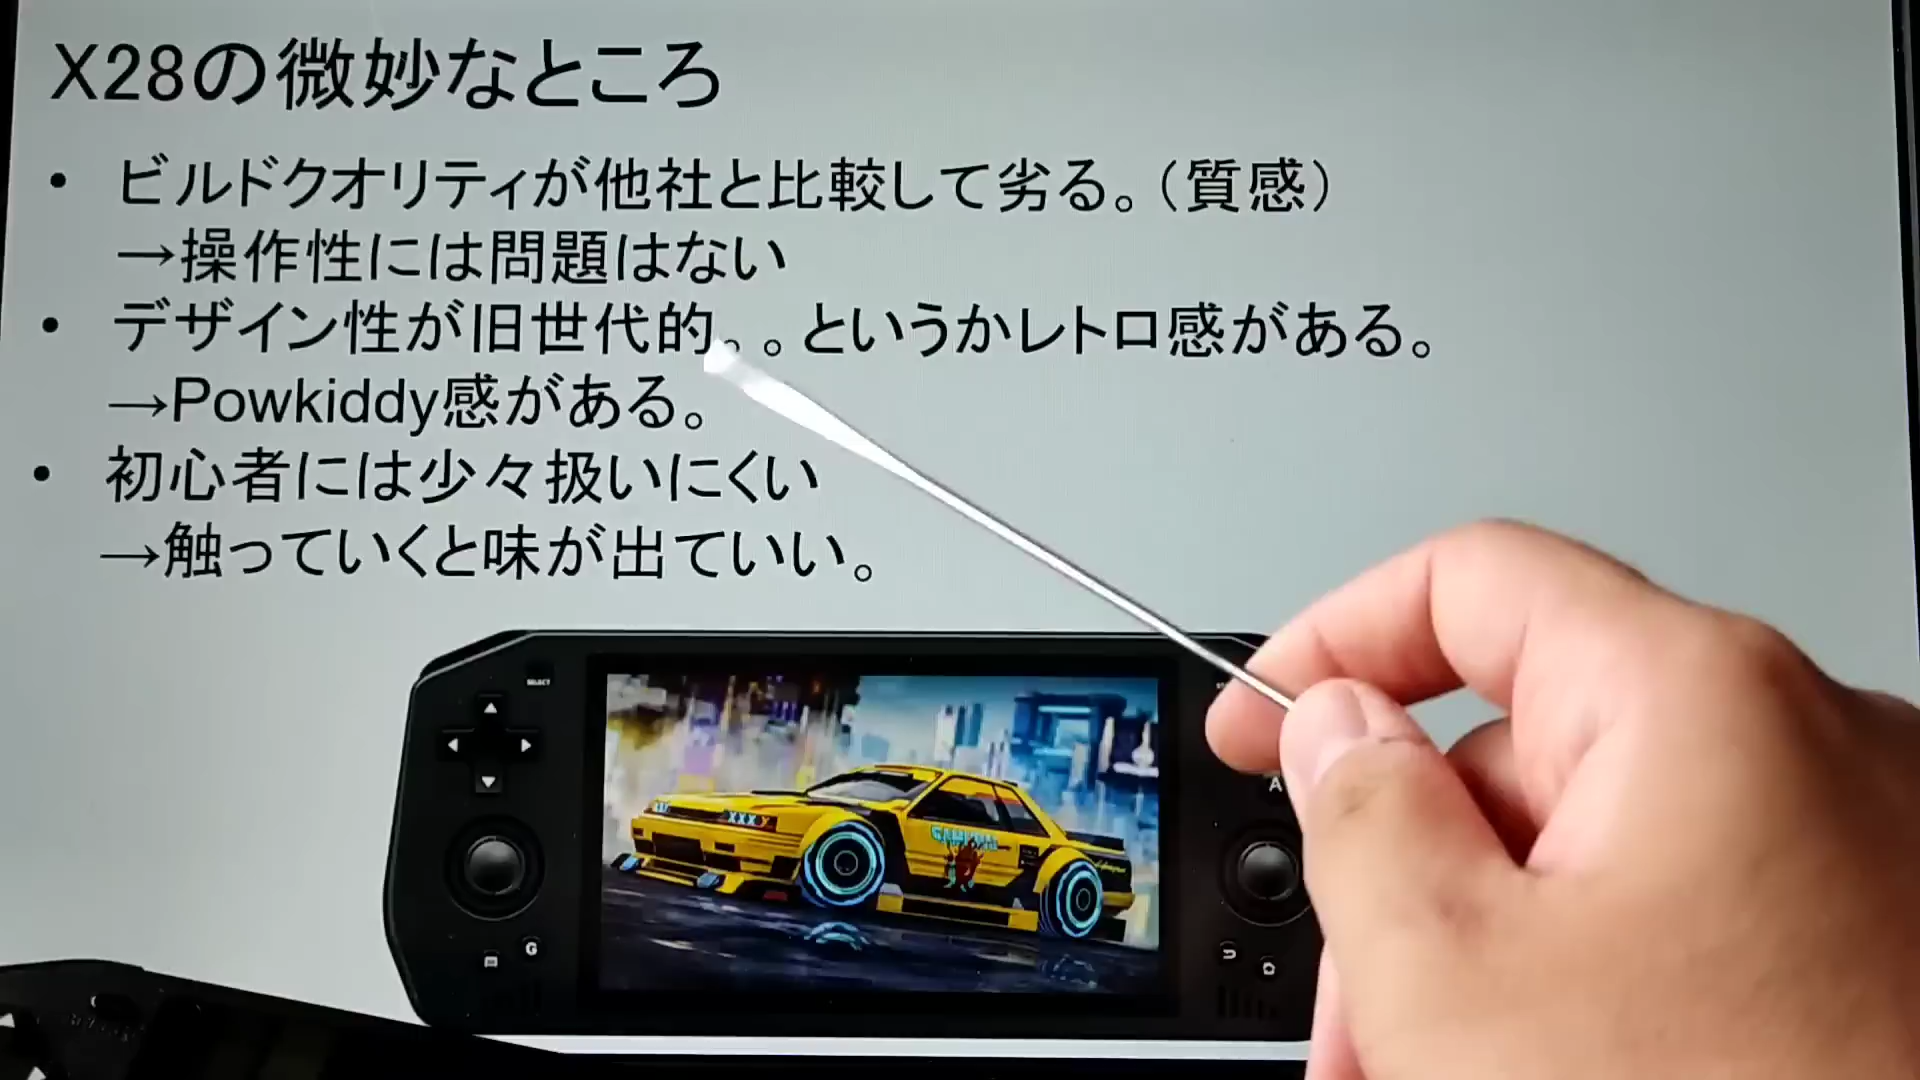 X28の微妙なところ
• ビルドクオリティが他社と比較して劣る。（質感）
→操作性には問題はない
• デザイン性が旧世代的。。というかレトロ感がある。
→Powkiddy感がある。
• 初心者には少々扱いにくい
→触っていくと味が出ていい。
SELECT
XXX
A
G